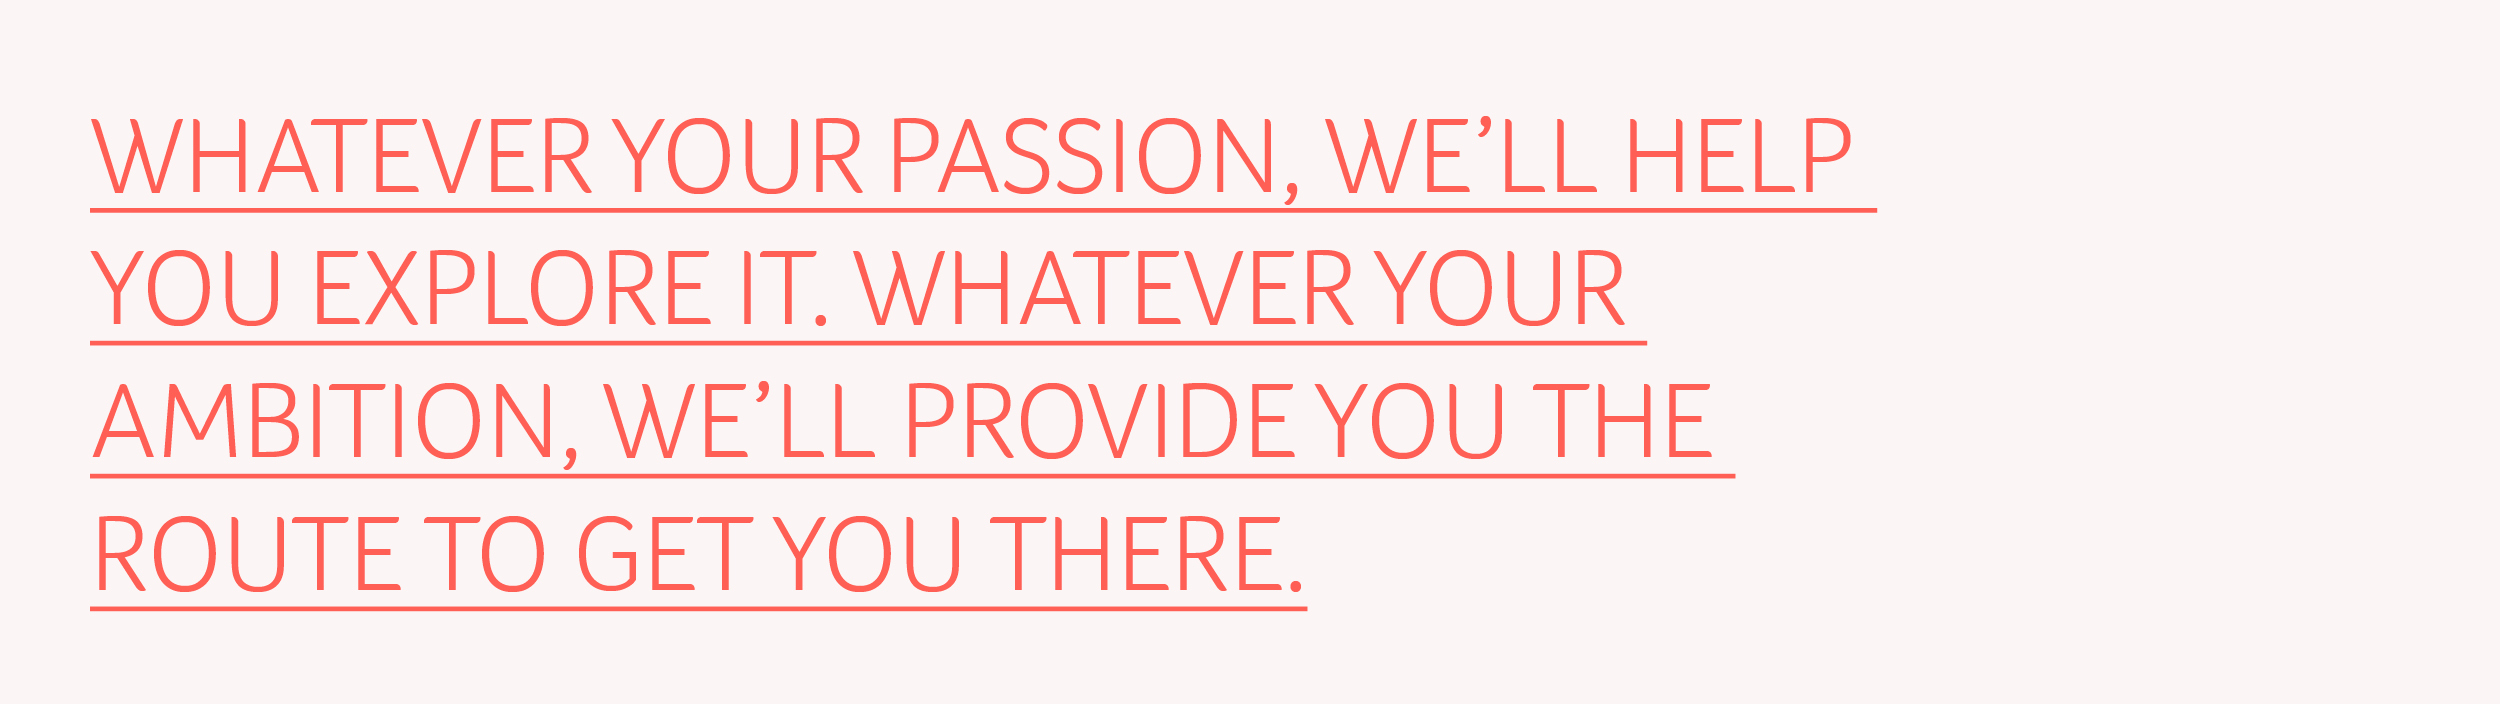 WHATEVER YOUR PASSION, WE’LL HELP
YOU EXPLORE IT. WHATEVER YOUR
AMBITION, WE’LL PROVIDE YOU THE
ROUTE TO GET YOU THERE.